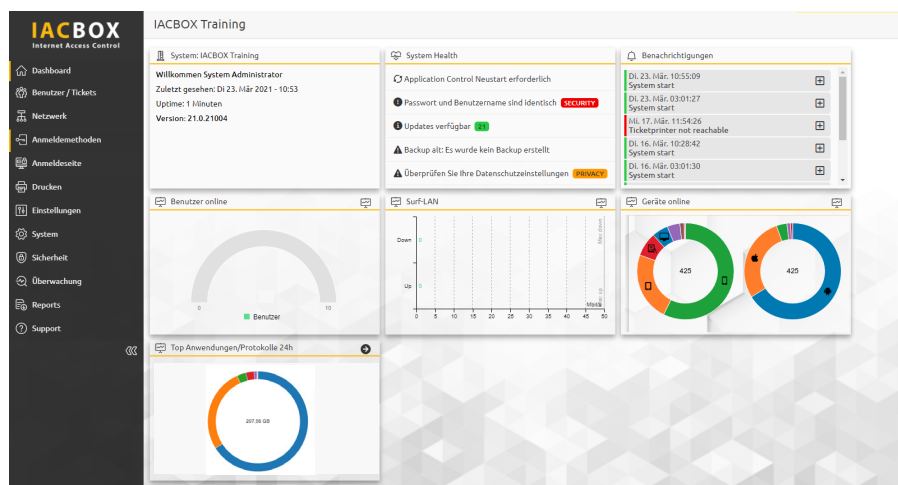 IACBOX
Internet Access Control
Dashboard
Benutzer / Tickets
Netzwerk
Anmeldemethoden
Anmeldeseite
Drucken
Einstellungen
System
Sicherheit
Überwachung
Reports
Support
IACBOX Training
System: IACBOX Training
Willkommen System Administrator
Zuletzt gesehen: Di 23. Mär 2021 - 10:53
Uptime: 1 Minuten
Version: 21.0.21004
System Health
Application Control Neustart erforderlich
Passwort und Benutzername sind identisch SECURITY
Updates verfügbar 21
Backup alt: Es wurde kein Backup erstellt
Überprüfen Sie Ihre Datenschutzeinstellungen PRIVACY
Benachrichtigungen
Di. 23. Mär. 10:55:09
System start
Di. 23. Mär. 03:01:27
System start
Mi. 17. Mär. 11:54:26
Ticketprinter not reachable
Di. 16. Mär. 10:28:42
System start
Di. 16. Mär. 03:01:30
System start
Benutzer online
0 10
Benutzer
Surf-LAN
Down 0
Max down
Up 0
0 5 10 15 20 25 30 35 40 45 50
Geräte online
425 425
Top Anwendungen/Protokolle 24h